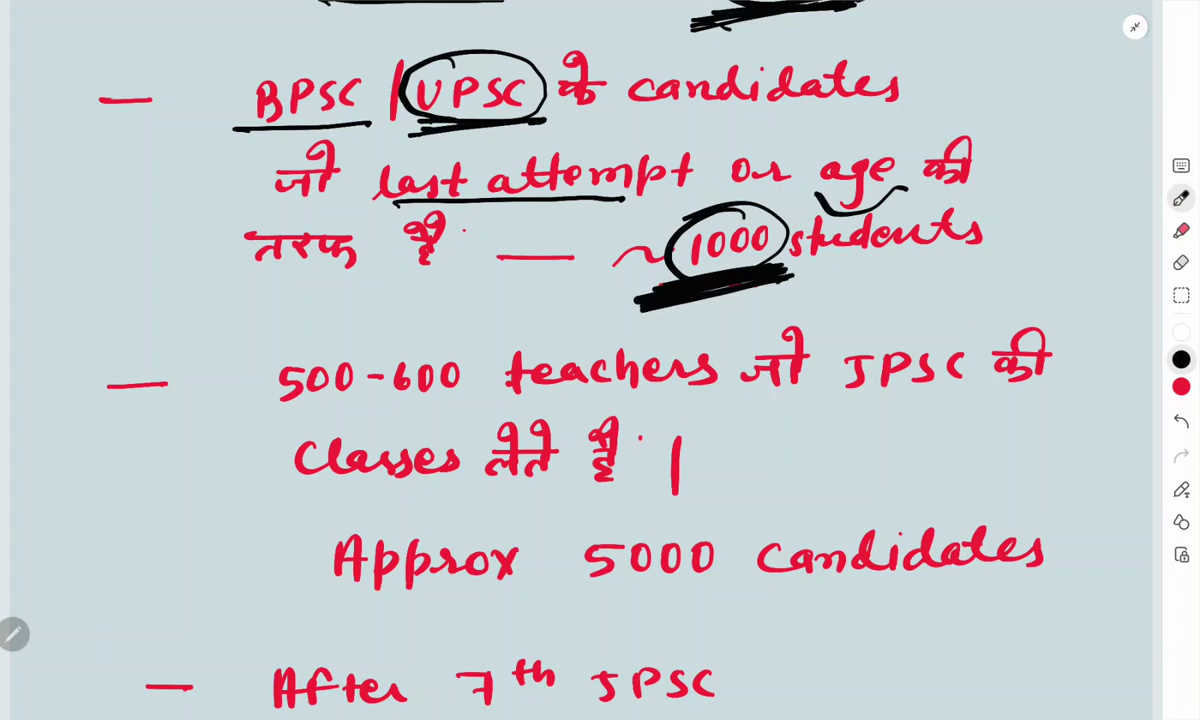 — BPSC | UPSC के candidates
जो last attempt or age की
तरफ है. — ~ 1000 students
— 500-600 teachers जो JPSC की
Classes लेते हैं |
Approx 5000 candidates
— After 7th JPSC